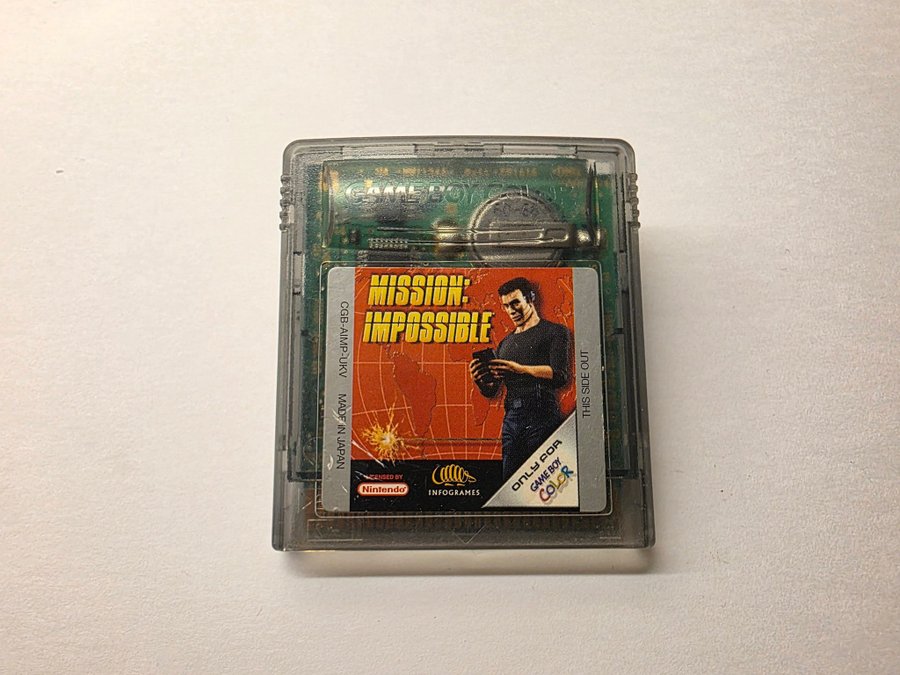 GAME BOY COLOR
MISSION:
IMPOSSIBLE
CGB-AIMP-UKV MADE IN JAPAN
THIS SIDE OUT
ONLY FOR
GAME BOY
COLOR
LICENSED BY
Nintendo
INFOGRAMES